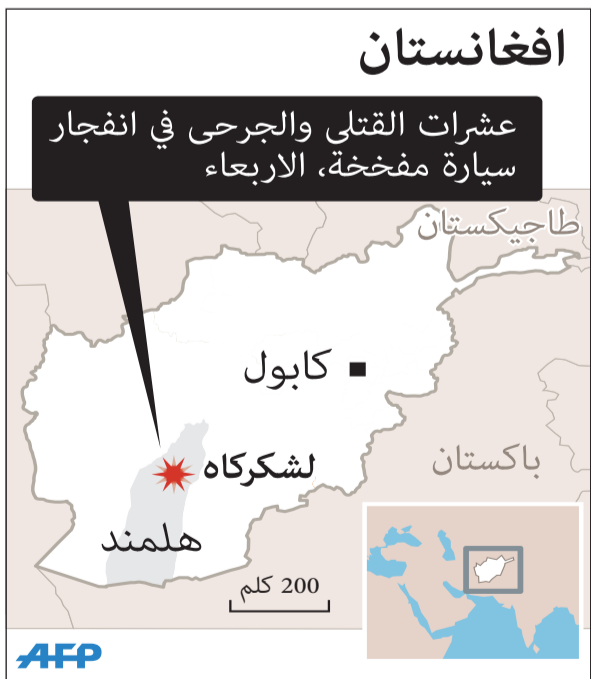 افغانستان
عشرات القتلى والجرحى في انفجار
سيارة مفخخة، الاربعاء
طاجيكستان
كابول
باكستان
لشكركاه
هلمند
200 كلم
AFP